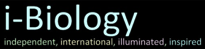 i-Biology
independent, international, illuminated, inspired